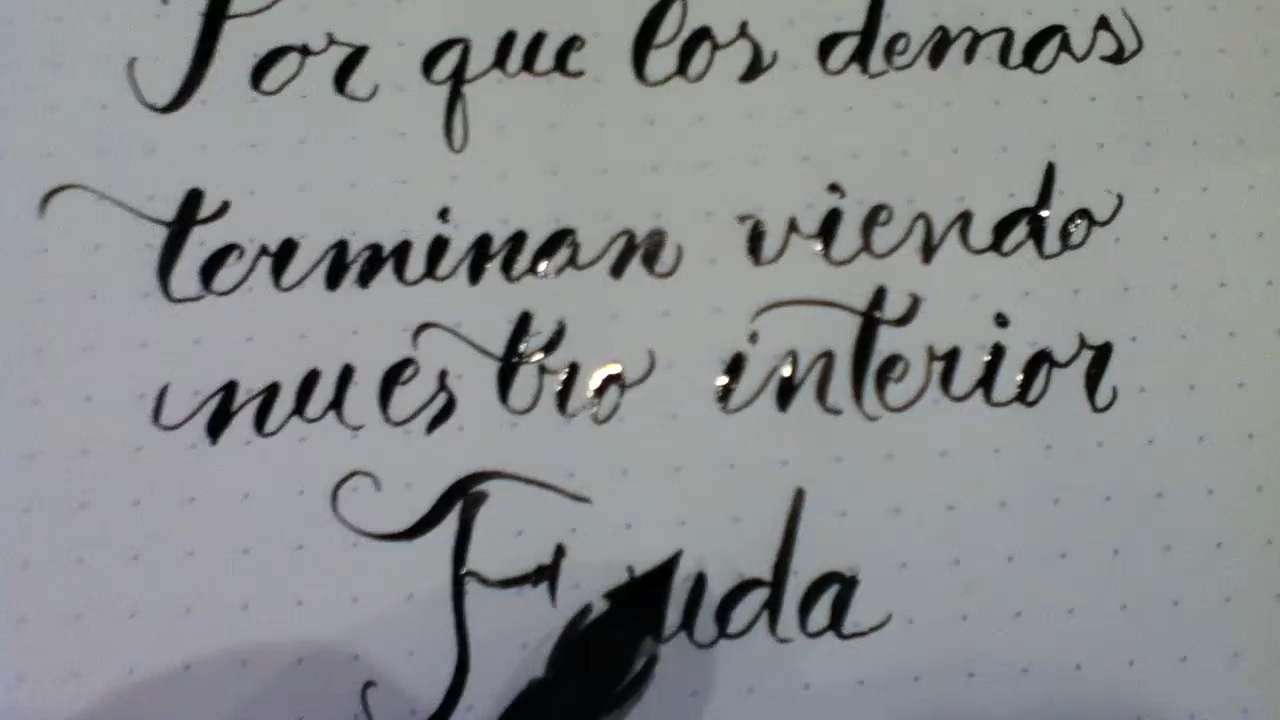 Por que los demas
terminan viendo
nuestro interior